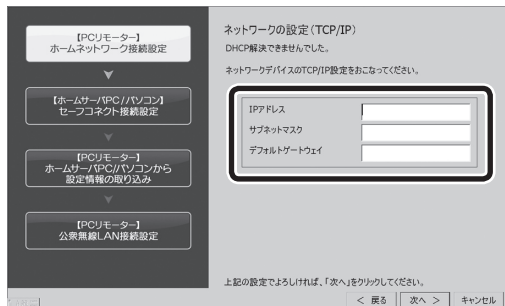 【PCリモーター】
ホームネットワーク接続設定
【ホームサーバPC/パソコン】
セーフコネクト接続設定
【PCリモーター】
ホームサーバPC/パソコンから
設定情報の取り込み
【PCリモーター】
公衆無線LAN接続設定
ネットワークの設定(TCP/IP)
DHCP解決できませんでした。
ネットワークデバイスのTCP/IP設定をおこなってください。
IPアドレス
サブネットマスク
デフォルトゲートウェイ
上記の設定でよろしければ、「次へ」をクリックしてください。
< 戻る 次へ > キャンセル